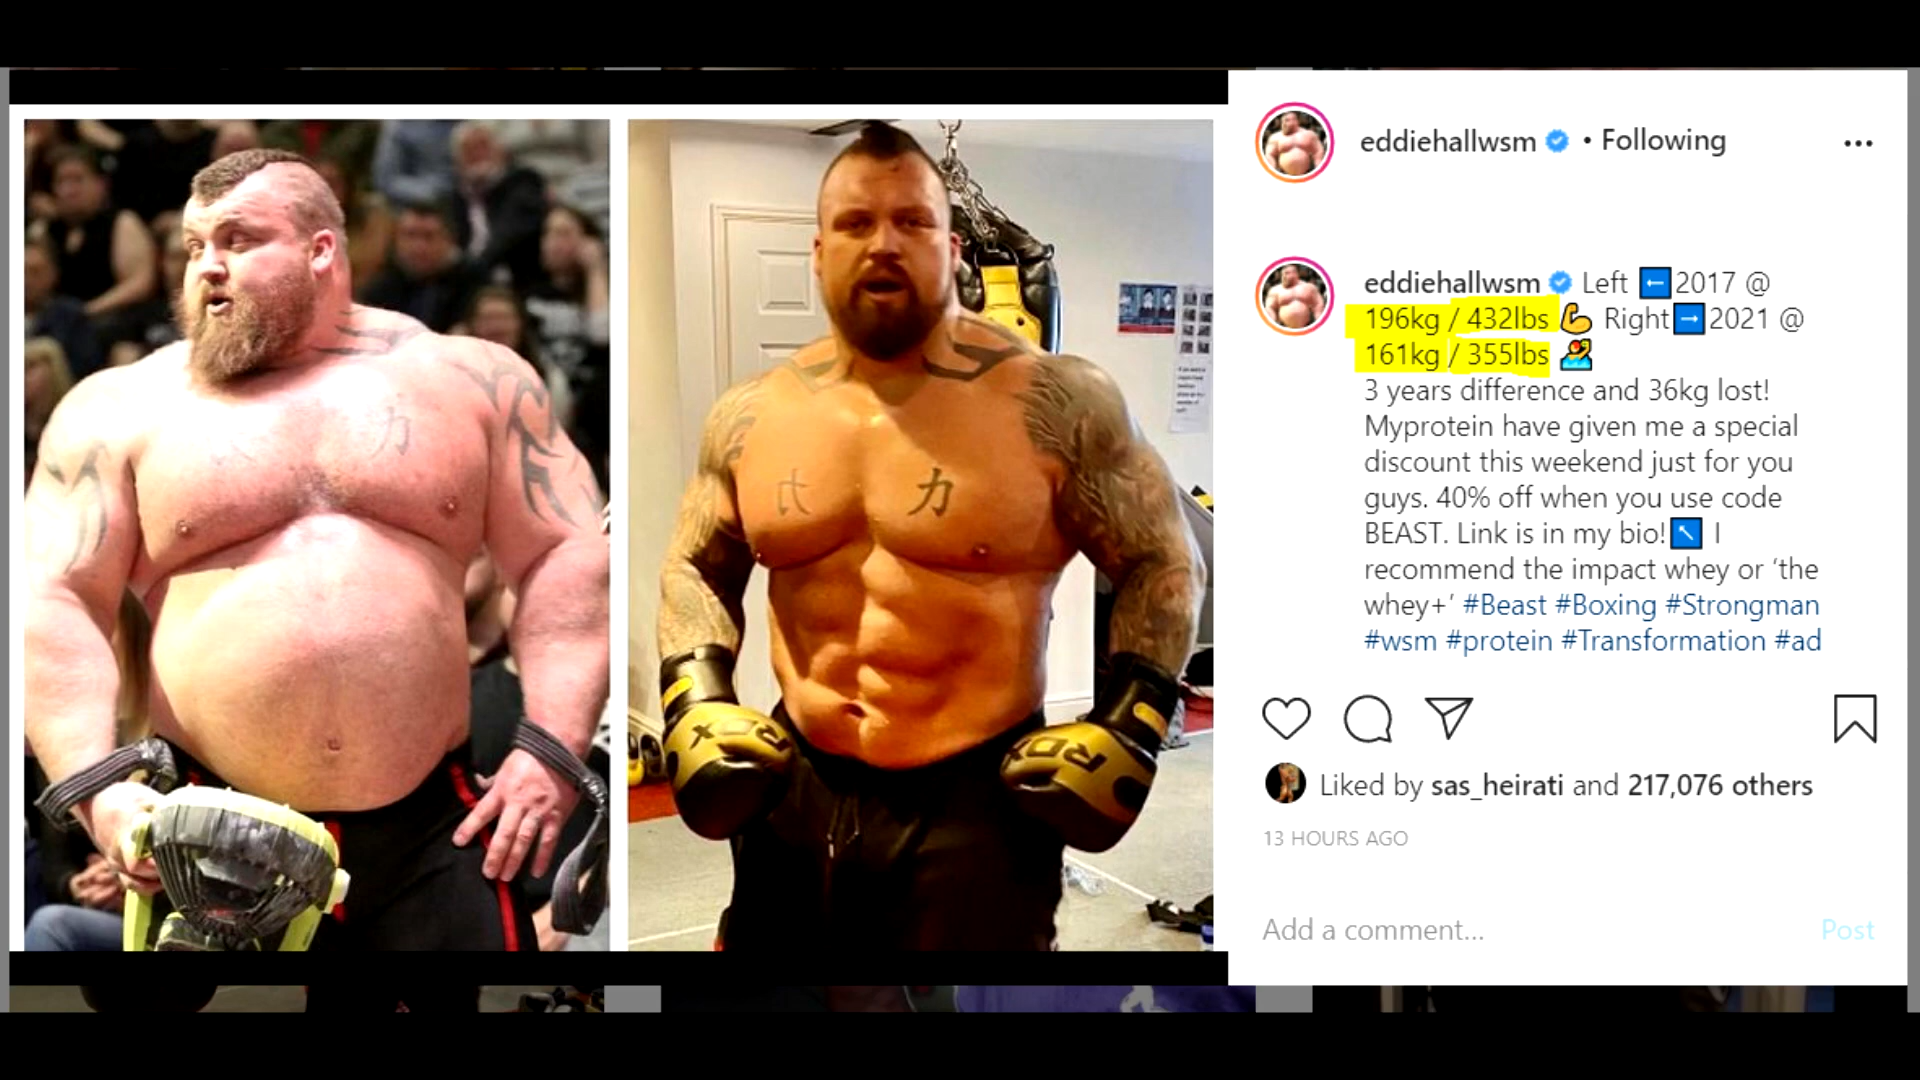 eddiehallwsm • Following
eddiehallwsm Left ⬅️2017 @
196kg / 432lbs💪 Right➡️2021 @
161kg / 355lbs 🤽
3 years difference and 36kg lost!
Myprotein have given me a special
discount this weekend just for you
guys. 40% off when you use code
BEAST. Link is in my bio!↖️ I
recommend the impact whey or ‘the
whey+’ #Beast #Boxing #Strongman
#wsm #protein #Transformation #ad
Liked by sas_heirati and 217,076 others
13 HOURS AGO
Add a comment...
Post
力
RDX
RDX